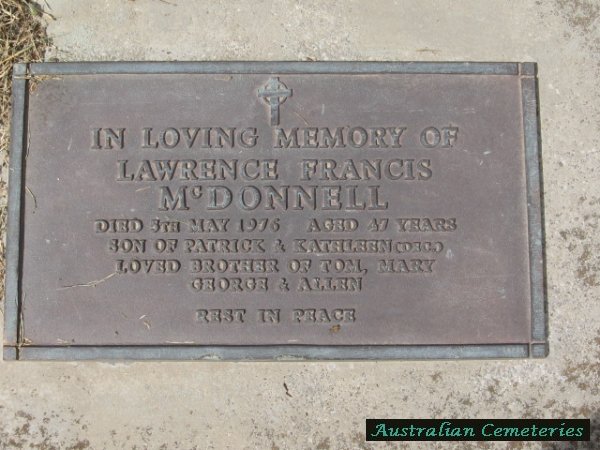 IN LOVING MEMORY OF
LAWRENCE FRANCIS
McDONNELL
DIED 5TH MAY 1976 AGED 47 YEARS
SON OF PATRICK & KATHLEEN (DEC.)
LOVED BROTHER OF TOM, MARY
GEORGE & ALLEN
REST IN PEACE
Australian Cemeteries